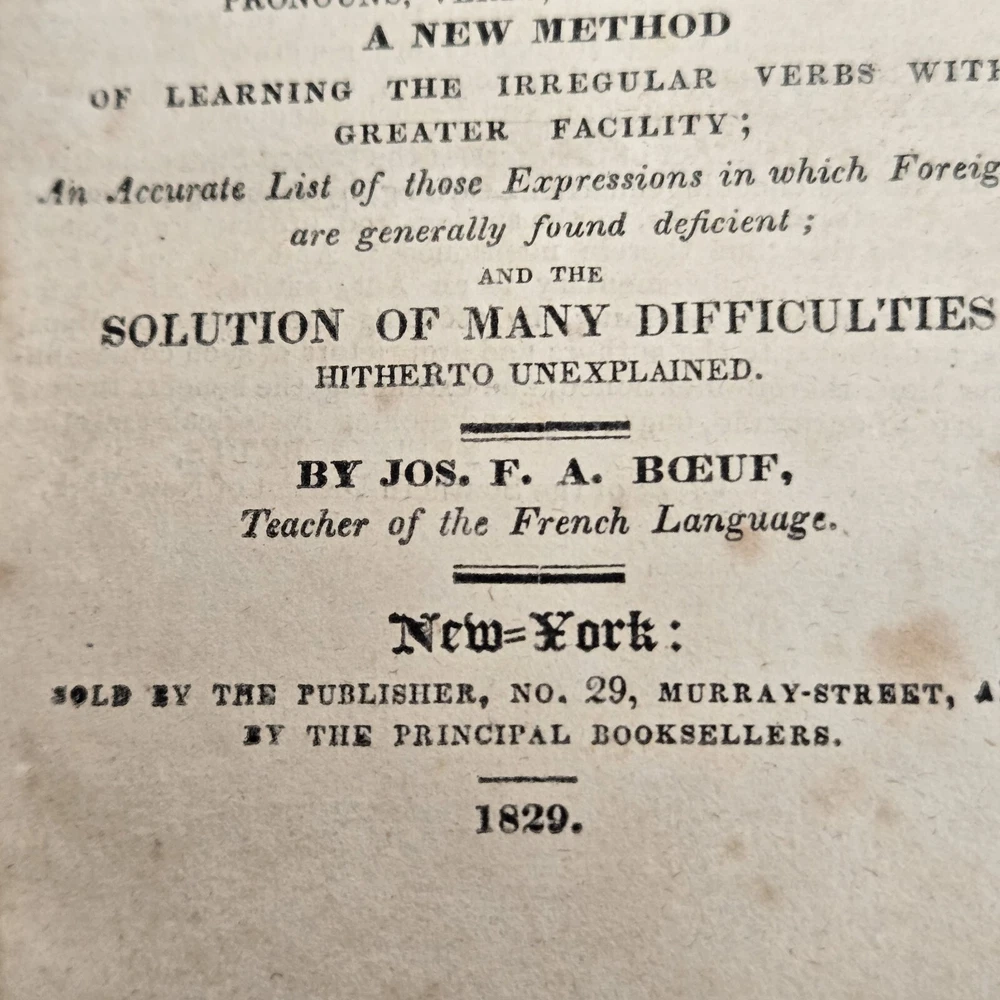 PRONOUNS, VERBS,
A NEW METHOD
OF LEARNING THE IRREGULAR VERBS WITH
GREATER FACILITY;
An Accurate List of those Expressions in which Foreig
are generally found deficient;
AND THE
SOLUTION OF MANY DIFFICULTIES
HITHERTO UNEXPLAINED.
BY JOS. F. A. BŒUF,
Teacher of the French Language.
New-York:
SOLD BY THE PUBLISHER, NO. 29, MURRAY-STREET, A
BY THE PRINCIPAL BOOKSELLERS.
1829.